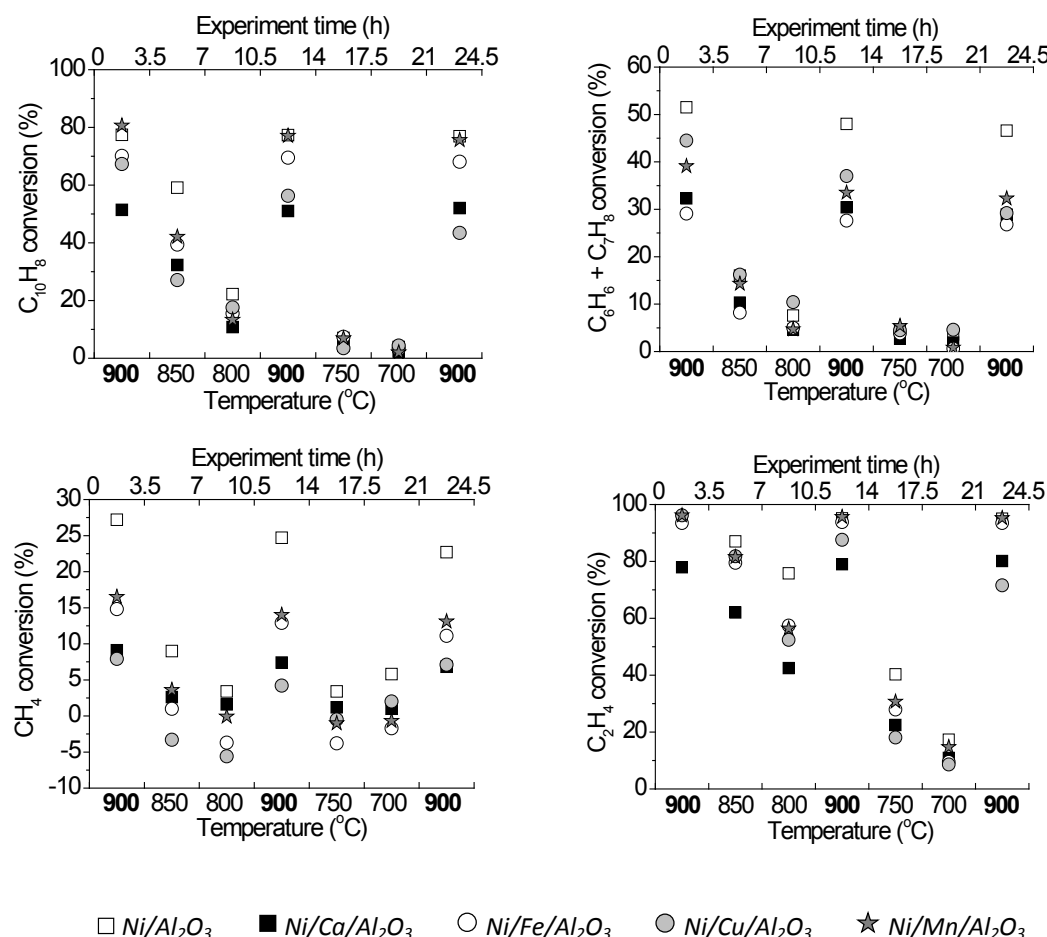 Experiment time (h)
0 3.5 7 10.5 14 17.5 21 24.5
100
80
60
40
20
0
C₁₀H₈ conversion (%)
900 850 800 900 750 700 900
Temperature (°C)
Experiment time (h)
0 3.5 7 10.5 14 17.5 21 24.5
60
50
40
30
20
10
0
C₆H₆ + C₇H₈ conversion (%)
900 850 800 900 750 700 900
Temperature (°C)
Experiment time (h)
0 3.5 7 10.5 14 17.5 21 24.5
30
25
20
15
10
5
0
-5
-10
CH₄ conversion (%)
900 850 800 900 750 700 900
Temperature (°C)
Experiment time (h)
0 3.5 7 10.5 14 17.5 21 24.5
100
80
60
40
20
0
C₂H₄ conversion (%)
900 850 800 900 750 700 900
Temperature (°C)
Ni/Al₂O₃ Ni/Ca/Al₂O₃ Ni/Fe/Al₂O₃ Ni/Cu/Al₂O₃ Ni/Mn/Al₂O₃